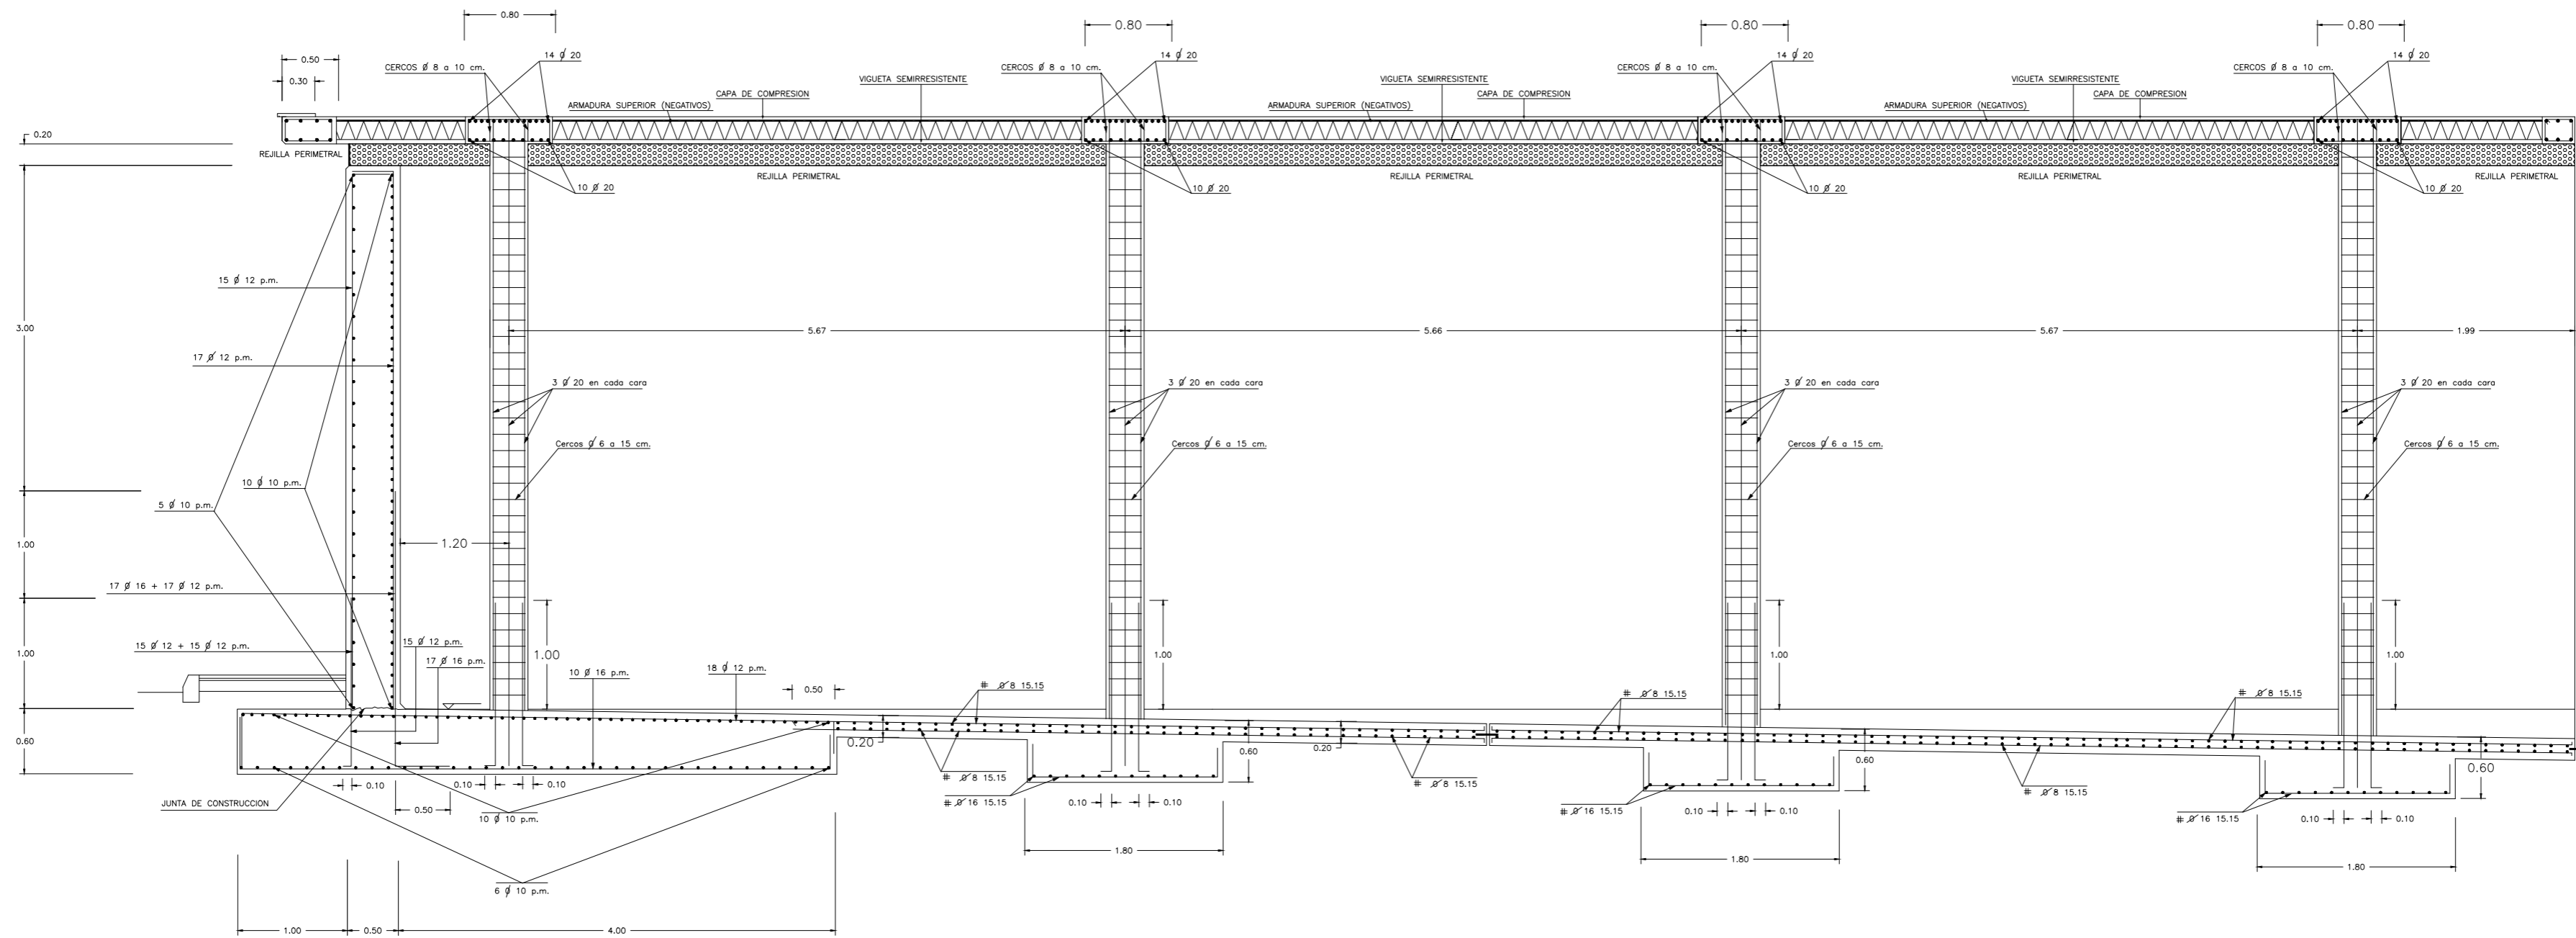 0.80
0.80
0.80
0.80
0.50
14 Ø 20
14 Ø 20
14 Ø 20
14 Ø 20
CERCOS Ø 8 a 10 cm.
CERCOS Ø 8 a 10 cm.
CERCOS Ø 8 a 10 cm.
CERCOS Ø 8 a 10 cm.
0.30
VIGUETA SEMIRRESISTENTE
VIGUETA SEMIRRESISTENTE
VIGUETA SEMIRRESISTENTE
CAPA DE COMPRESION
CAPA DE COMPRESION
CAPA DE COMPRESION
ARMADURA SUPERIOR (NEGATIVOS)
ARMADURA SUPERIOR (NEGATIVOS)
ARMADURA SUPERIOR (NEGATIVOS)
0.20
REJILLA PERIMETRAL
REJILLA PERIMETRAL
REJILLA PERIMETRAL
REJILLA PERIMETRAL
REJILLA PERIMETRAL
10 Ø 20
10 Ø 20
10 Ø 20
10 Ø 20
15 Ø 12 p.m.
3.00
5.67
5.66
5.67
1.99
17 Ø 12 p.m.
3 Ø 20 en cada cara
3 Ø 20 en cada cara
3 Ø 20 en cada cara
3 Ø 20 en cada cara
Cercos Ø 6 a 15 cm.
Cercos Ø 6 a 15 cm.
Cercos Ø 6 a 15 cm.
Cercos Ø 6 a 15 cm.
10 Ø 10 p.m.
5 Ø 10 p.m.
1.00
1.20
17 Ø 16 + 17 Ø 12 p.m.
15 Ø 12 + 15 Ø 12 p.m.
15 Ø 12 p.m.
1.00
1.00
1.00
1.00
1.00
17 Ø 16 p.m.
10 Ø 16 p.m.
18 Ø 12 p.m.
0.50
# Ø 8 15.15
# Ø 8 15.15
# Ø 8 15.15
0.60
0.20
0.60
0.20
0.60
0.60
# Ø 8 15.15
# Ø 8 15.15
# Ø 8 15.15
0.10
0.10
0.10
JUNTA DE CONSTRUCCION
0.50
# Ø 16 15.15
0.10
0.10
# Ø 16 15.15
0.10
0.10
# Ø 16 15.15
0.10
0.10
10 Ø 10 p.m.
1.80
1.80
1.80
6 Ø 10 p.m.
1.00
0.50
4.00